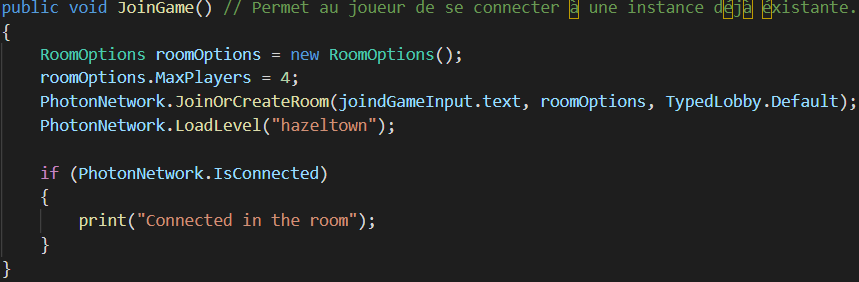 public void JoinGame() // Permet au joueur de se connecter à une instance déjà éxistante.
{
RoomOptions roomOptions = new RoomOptions();
roomOptions.MaxPlayers = 4;
PhotonNetwork.JoinOrCreateRoom(joindGameInput.text, roomOptions, TypedLobby.Default);
PhotonNetwork.LoadLevel("hazeltown");
if (PhotonNetwork.IsConnected)
{
print("Connected in the room");
}
}